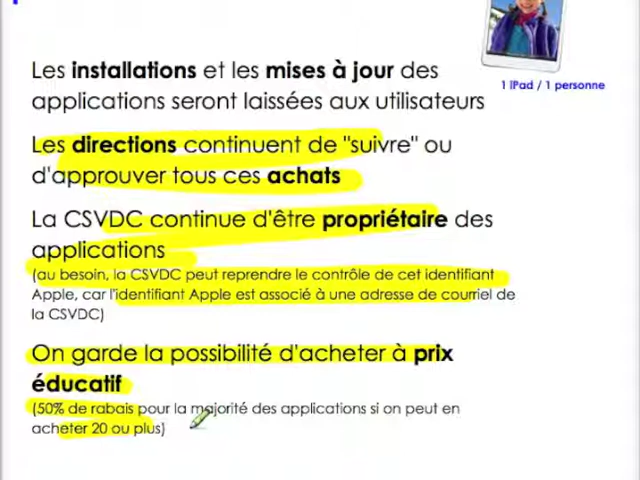 1 iPad / 1 personne
Les installations et les mises à jour des
applications seront laissées aux utilisateurs
Les directions continuent de "suivre" ou
d'approuver tous ces achats
La CSVDC continue d'être propriétaire des
applications
(au besoin, la CSVDC peut reprendre le contrôle de cet identifiant
Apple, car l'identifiant Apple est associé à une adresse de courriel de
la CSVDC)
On garde la possibilité d'acheter à prix
éducatif
(50% de rabais pour la majorité des applications si on peut en
acheter 20 ou plus)